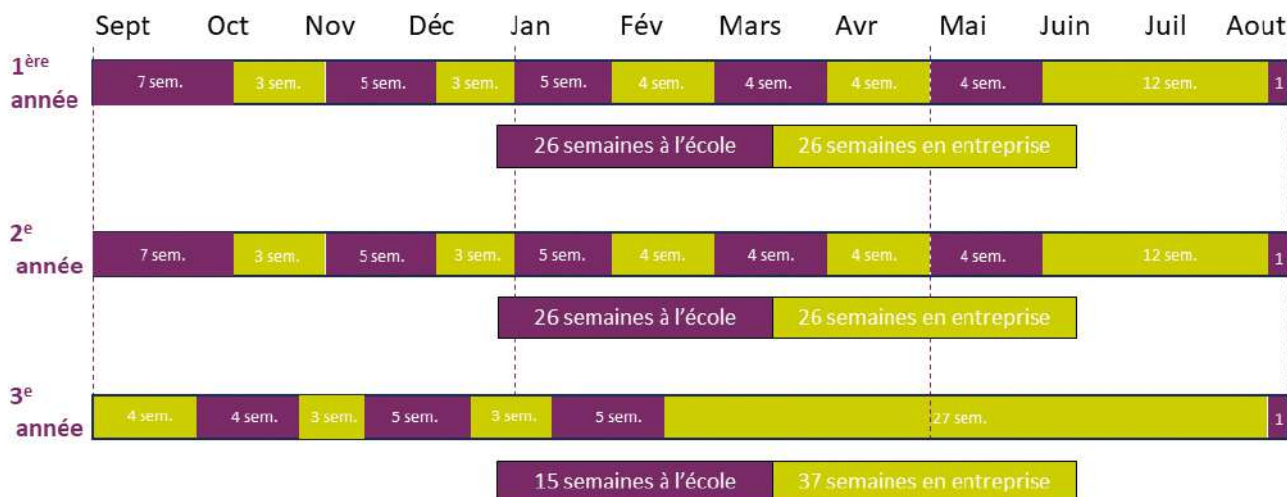 Sept Oct Nov Déc Jan Fév Mars Avr Mai Juin Juil Aout
1ère
année
7 sem. 3 sem. 5 sem. 3 sem. 5 sem. 4 sem. 4 sem. 4 sem. 4 sem. 12 sem. 1
26 semaines à l'école 26 semaines en entreprise
2e
année
7 sem. 3 sem. 5 sem. 3 sem. 5 sem. 4 sem. 4 sem. 4 sem. 4 sem. 12 sem. 1
26 semaines à l'école 26 semaines en entreprise
3e
année
4 sem. 4 sem. 3 sem. 5 sem. 3 sem. 5 sem. 27 sem. 1
15 semaines à l'école 37 semaines en entreprise